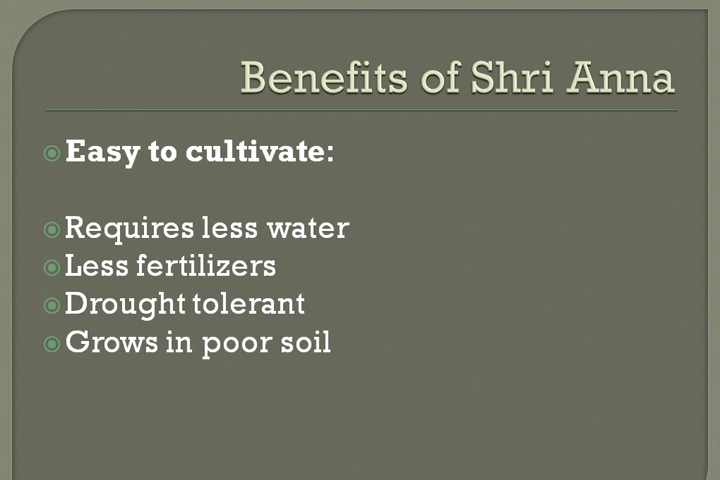 Benefits of Shri Anna
Easy to cultivate:
Requires less water
Less fertilizers
Drought tolerant
Grows in poor soil